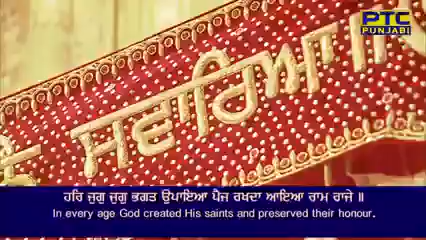 PTC
PUNJABI
ਸਵਾਰਿਆ
ਹਰਿ ਜੁਗੁ ਜੁਗੁ ਭਗਤ ਉਪਾਇਆ ਪੈਜ ਰਖਦਾ ਆਇਆ ਰਾਮ ਰਾਜੇ ॥
In every age God created His saints and preserved their honour.